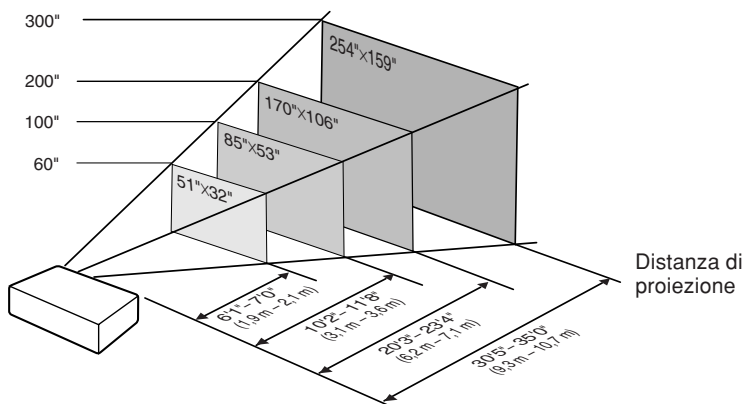 300"
254"×159"
200"
170"×106"
100"
85"×53"
60"
51"×32"
Distanza di
proiezione
6'1"–7'0"
(1,9 m – 2,1 m)
10'2"–11'8"
(3,1 m – 3,6 m)
20'3"–23'4"
(6,2 m – 7,1 m)
30'5"–35'0"
(9,3 m – 10,7 m)